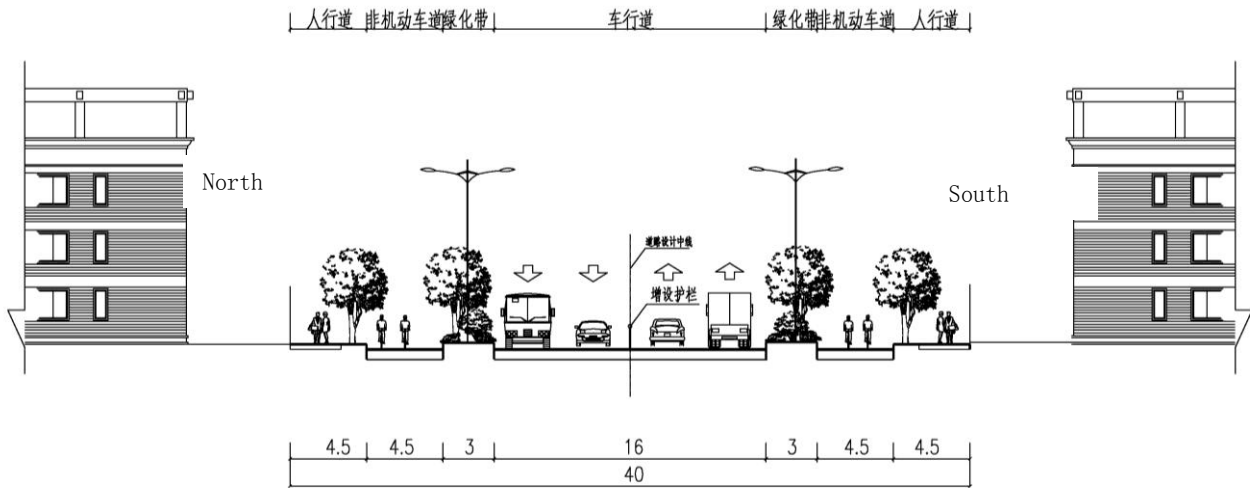 人行道 非机动车道 绿化带 车行道 绿化带 非机动车道 人行道
North
South
道路设计中线
增设护栏
4.5 4.5 3 16 3 4.5 4.5
40